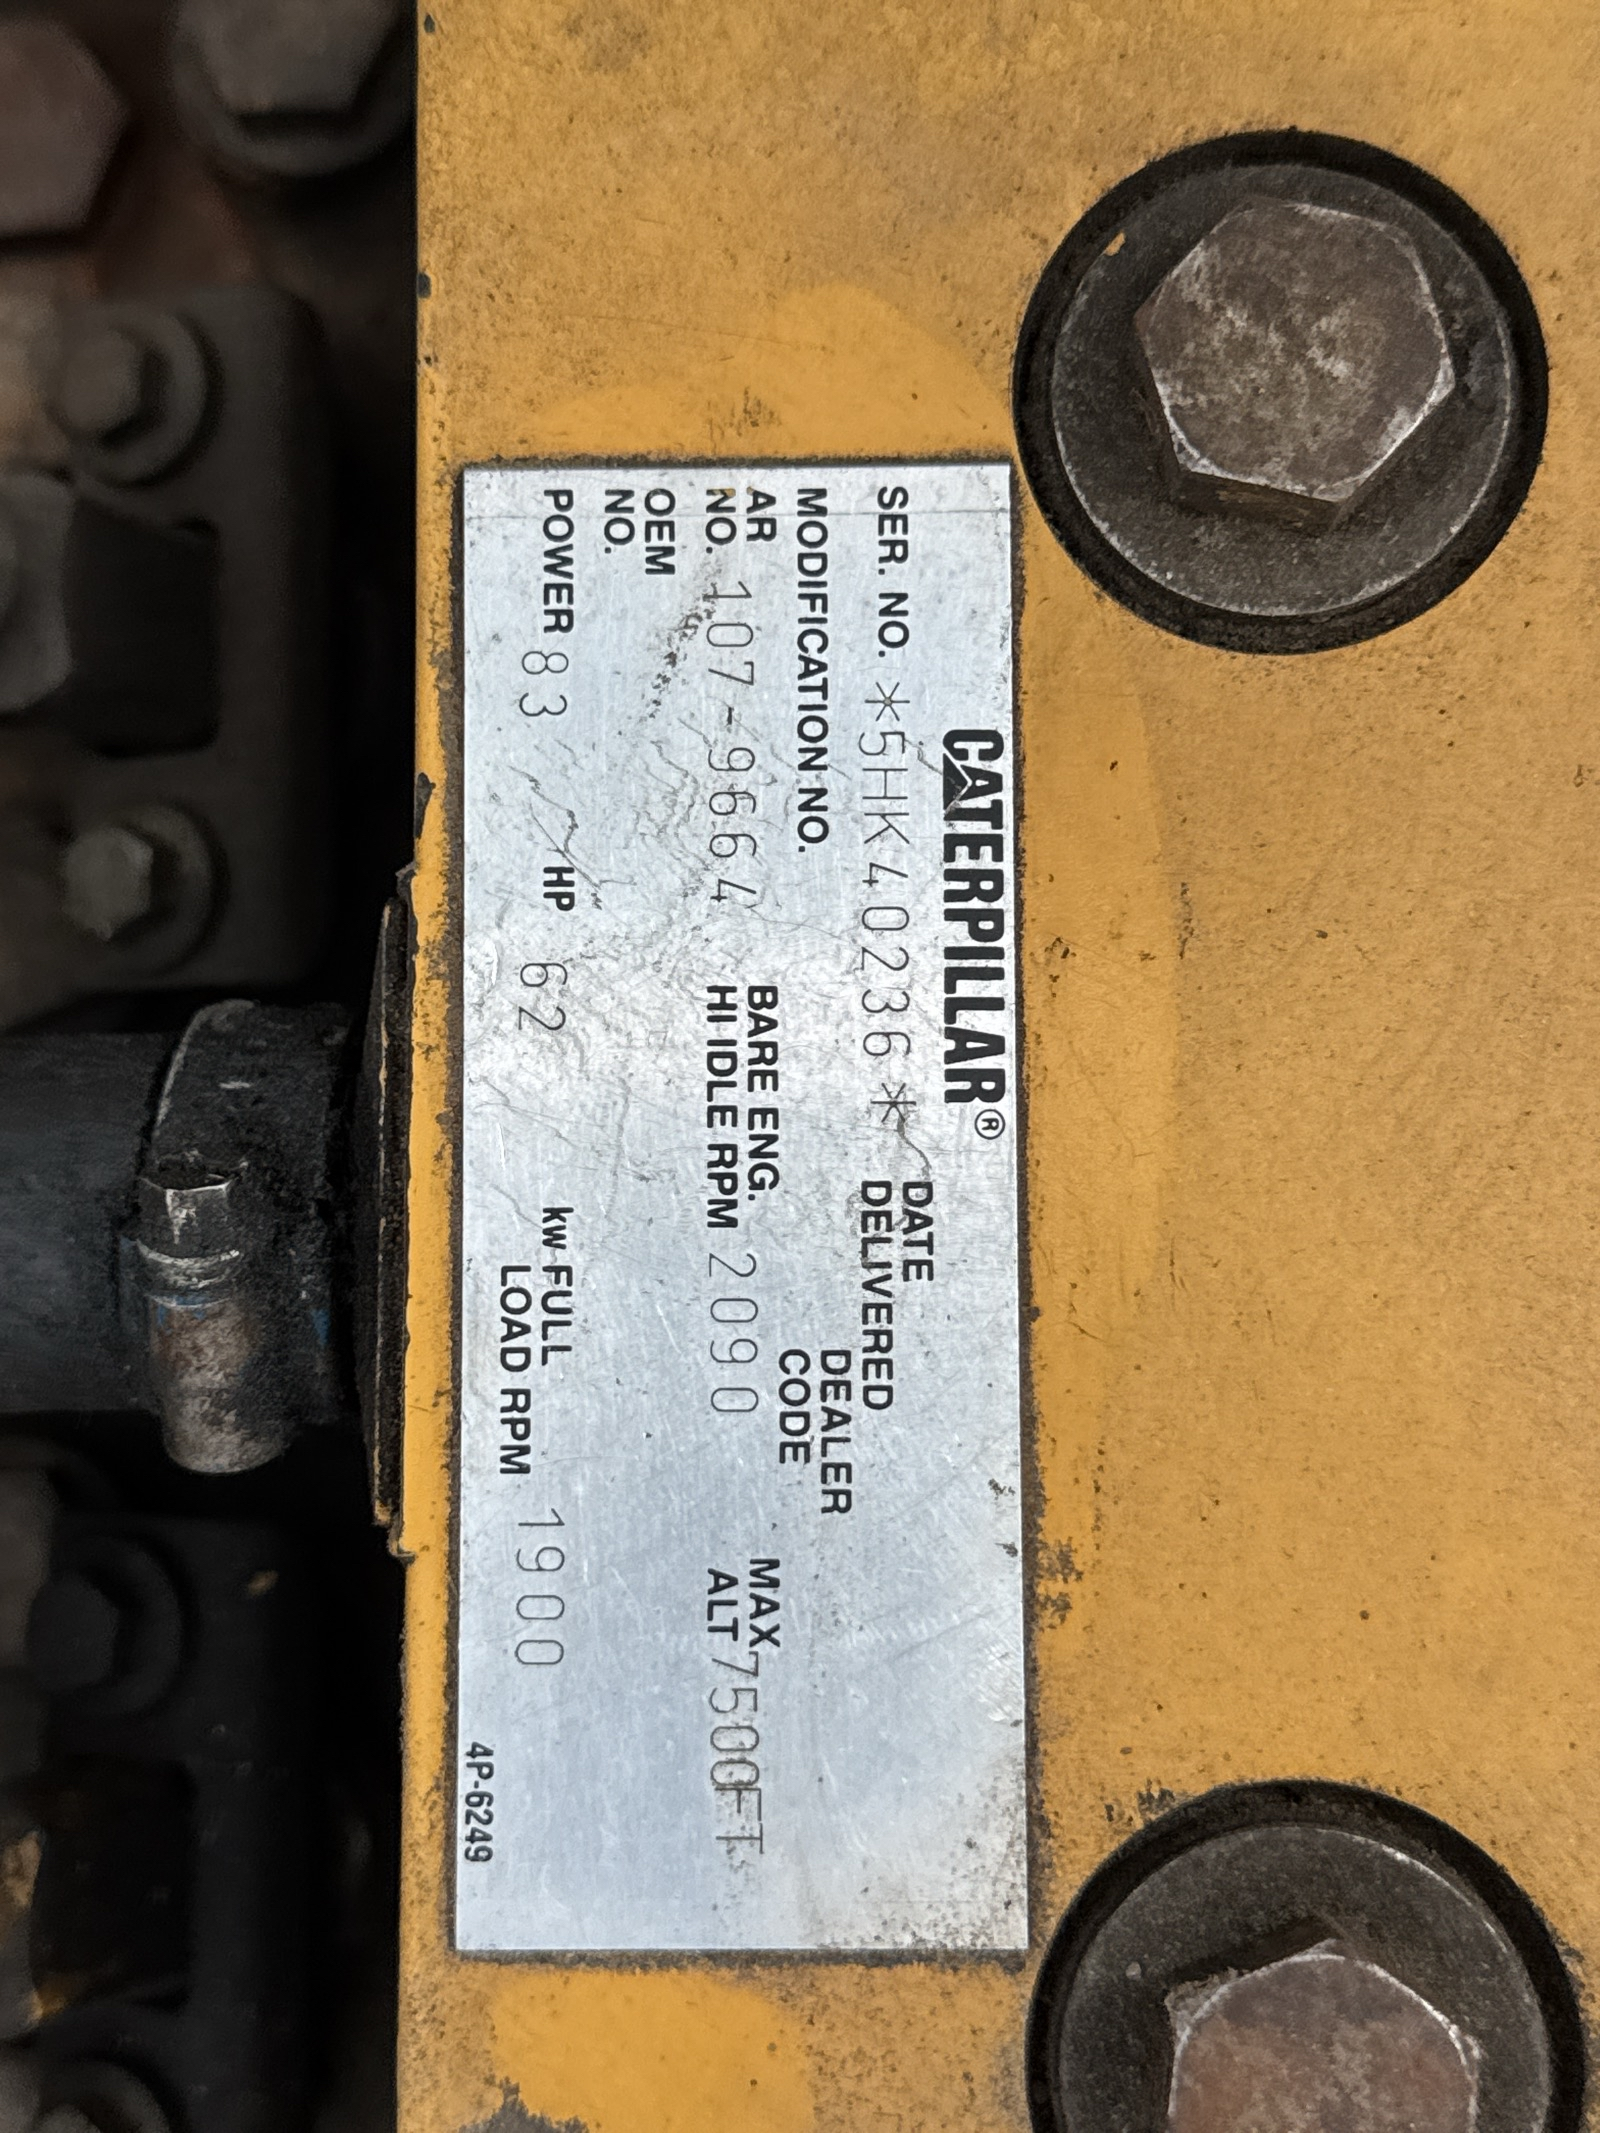 CATERPILLAR®
SER. NO. *5HK40236* DATE DELIVERED
MODIFICATION NO. DEALER CODE
AR NO. 107-9664 BARE ENG. HI IDLE RPM 2090 MAX ALT 7500FT
OEM NO.
POWER 83 HP 62 kw-FULL LOAD RPM 1900
4P-6249